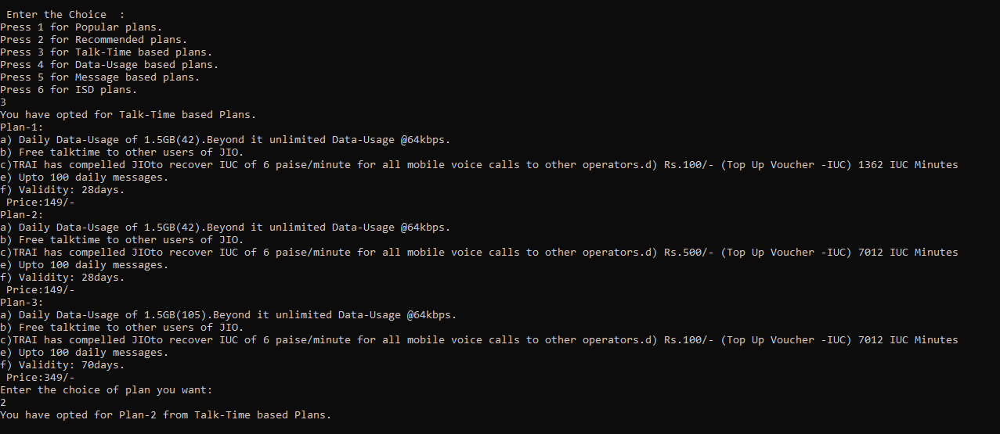 Enter the Choice  :
Press 1 for Popular plans.
Press 2 for Recommended plans.
Press 3 for Talk-Time based plans.
Press 4 for Data-Usage based plans.
Press 5 for Message based plans.
Press 6 for ISD plans.
3
You have opted for Talk-Time based Plans.
Plan-1:
a) Daily Data-Usage of 1.5GB(42).Beyond it unlimited Data-Usage @64kbps.
b) Free talktime to other users of JIO.
c)TRAI has compelled JIOto recover IUC of 6 paise/minute for all mobile voice calls to other operators.d) Rs.100/- (Top Up Voucher -IUC) 1362 IUC Minutes
e) Upto 100 daily messages.
f) Validity: 28days.
Price:149/-
Plan-2:
a) Daily Data-Usage of 1.5GB(42).Beyond it unlimited Data-Usage @64kbps.
b) Free talktime to other users of JIO.
c)TRAI has compelled JIOto recover IUC of 6 paise/minute for all mobile voice calls to other operators.d) Rs.500/- (Top Up Voucher -IUC) 7012 IUC Minutes
e) Upto 100 daily messages.
f) Validity: 28days.
Price:149/-
Plan-3:
a) Daily Data-Usage of 1.5GB(105).Beyond it unlimited Data-Usage @64kbps.
b) Free talktime to other users of JIO.
c)TRAI has compelled JIOto recover IUC of 6 paise/minute for all mobile voice calls to other operators.d) Rs.100/- (Top Up Voucher -IUC) 7012 IUC Minutes
e) Upto 100 daily messages.
f) Validity: 70days.
Price:349/-
Enter the choice of plan you want:
2
You have opted for Plan-2 from Talk-Time based Plans.